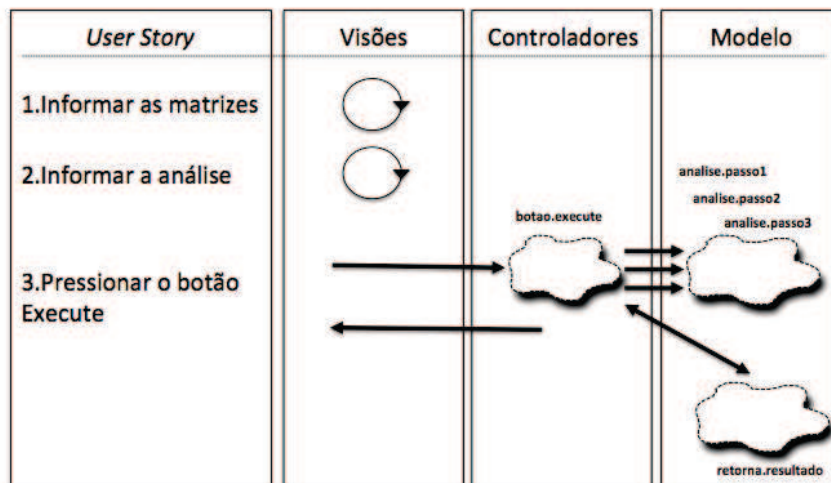 User Story
Visões
Controladores
Modelo
1.Informar as matrizes
2.Informar a análise
analise.passo1
analise.passo2
analise.passo3
botao.execute
3.Pressionar o botão
Execute
retorna.resultado